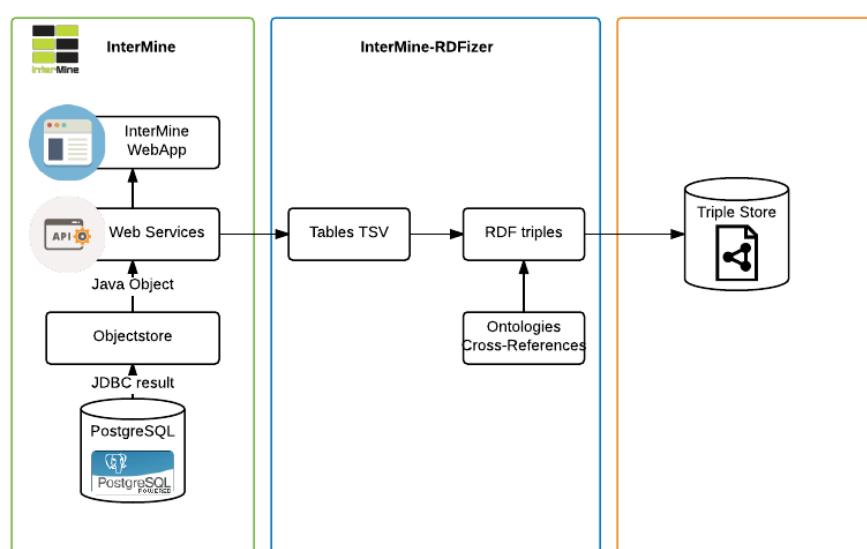 InterMine
InterMine-RDFizer
InterMine
InterMine
WebApp
API
Web Services
Tables TSV
RDF triples
Triple Store
Java Object
Objectstore
Ontologies
Cross-References
JDBC result
PostgreSQL
PostgreSQL
POWERED